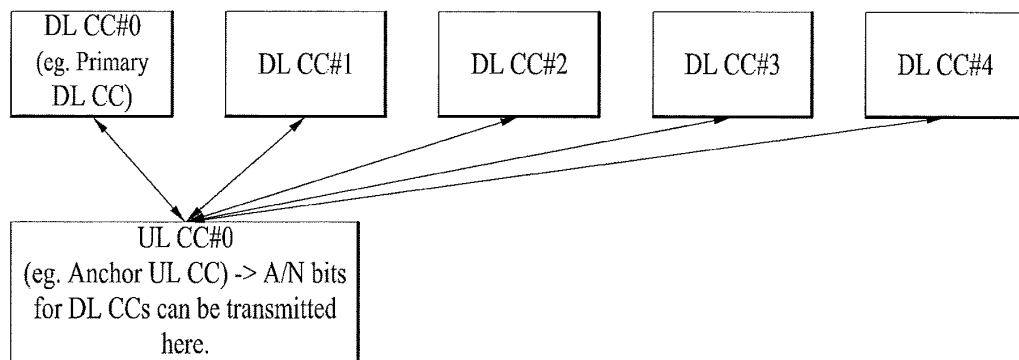 DL CC#0
(eg. Primary
DL CC)
DL CC#1
DL CC#2
DL CC#3
DL CC#4
UL CC#0
(eg. Anchor UL CC) -> A/N bits
for DL CCs can be transmitted
here.